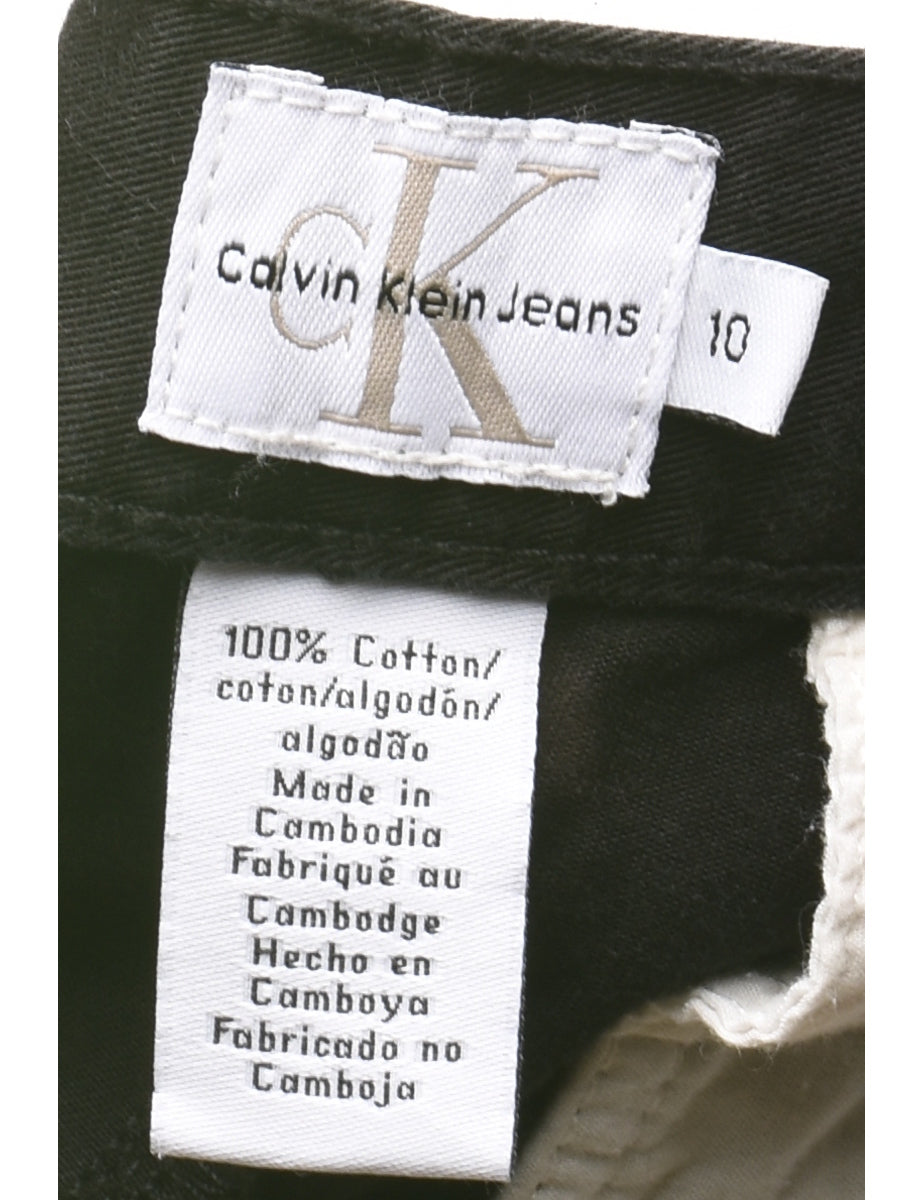 CK
Calvin Klein Jeans
10
100% Cotton/
coton/algodón/
algodão
Made in
Cambodia
Fabriqué au
Cambodge
Hecho en
Camboya
Fabricado no
Camboja